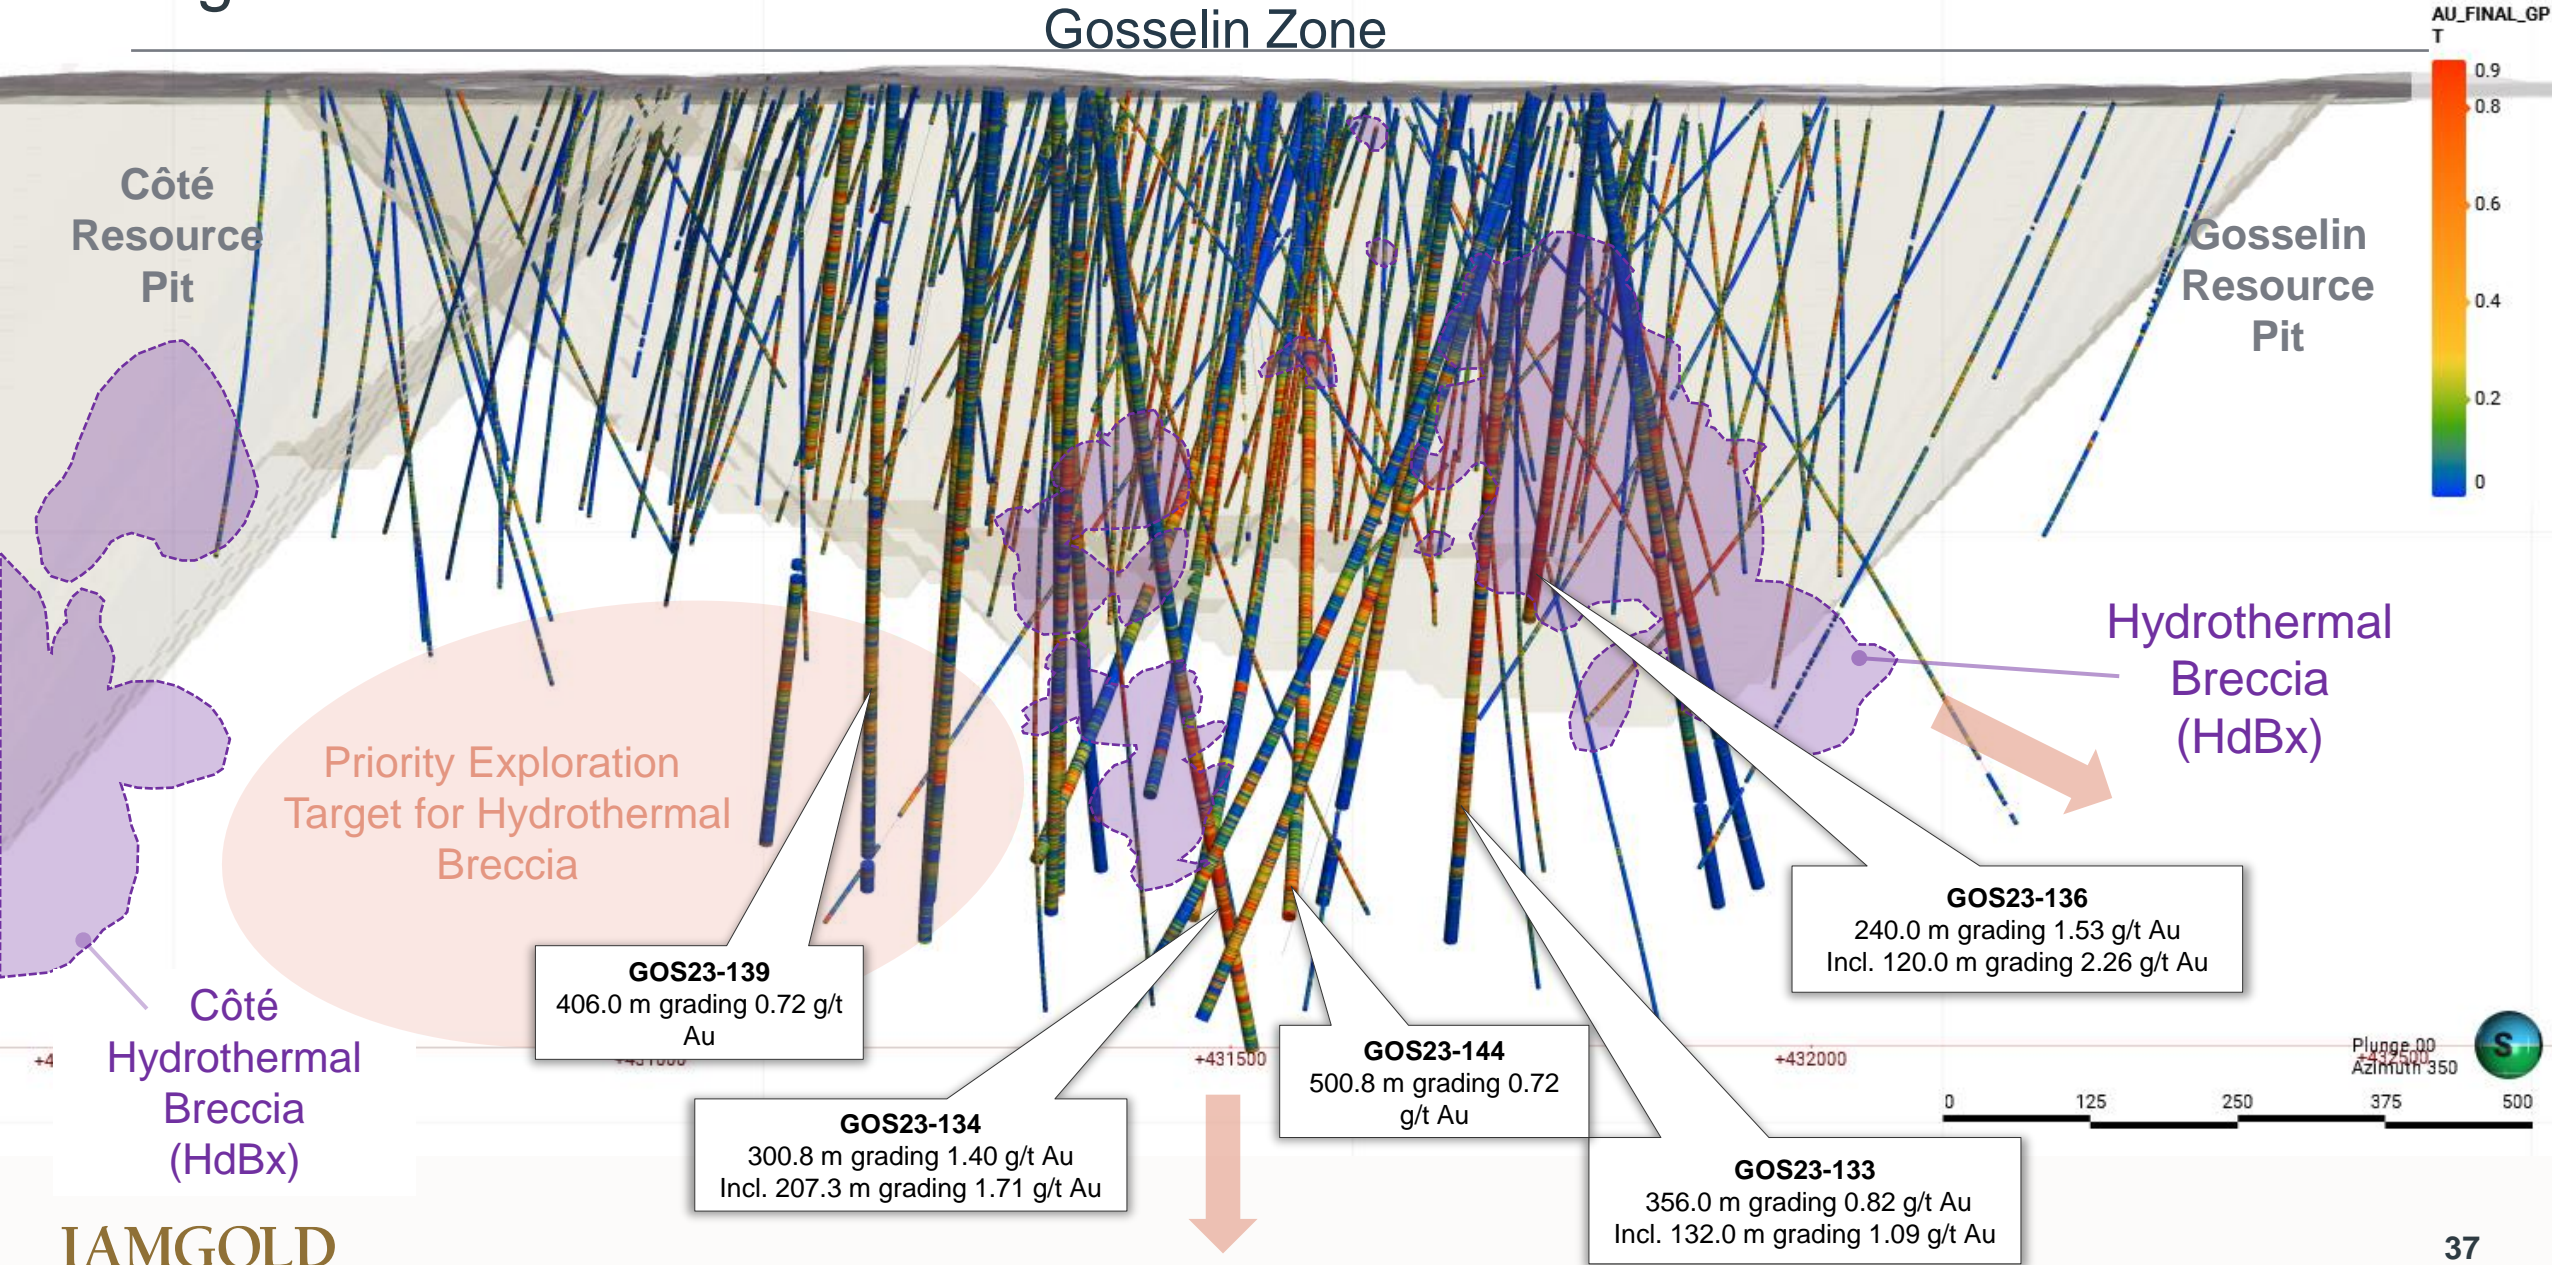 Gosselin Zone
AU_FINAL_GP
T
0.9
0.8
0.6
0.4
0.2
0
Côté
Resource
Pit
Gosselin
Resource
Pit
Hydrothermal
Breccia
(HdBx)
Priority Exploration
Target for Hydrothermal
Breccia
Côté
Hydrothermal
Breccia
(HdBx)
GOS23-139
406.0 m grading 0.72 g/t
Au
GOS23-134
300.8 m grading 1.40 g/t Au
Incl. 207.3 m grading 1.71 g/t Au
GOS23-144
500.8 m grading 0.72
g/t Au
GOS23-133
356.0 m grading 0.82 g/t Au
Incl. 132.0 m grading 1.09 g/t Au
GOS23-136
240.0 m grading 1.53 g/t Au
Incl. 120.0 m grading 2.26 g/t Au
+431500
+432000
+432500
Plunge 00
Azimuth 350
S
0 125 250 375 500
IAMGOLD
37